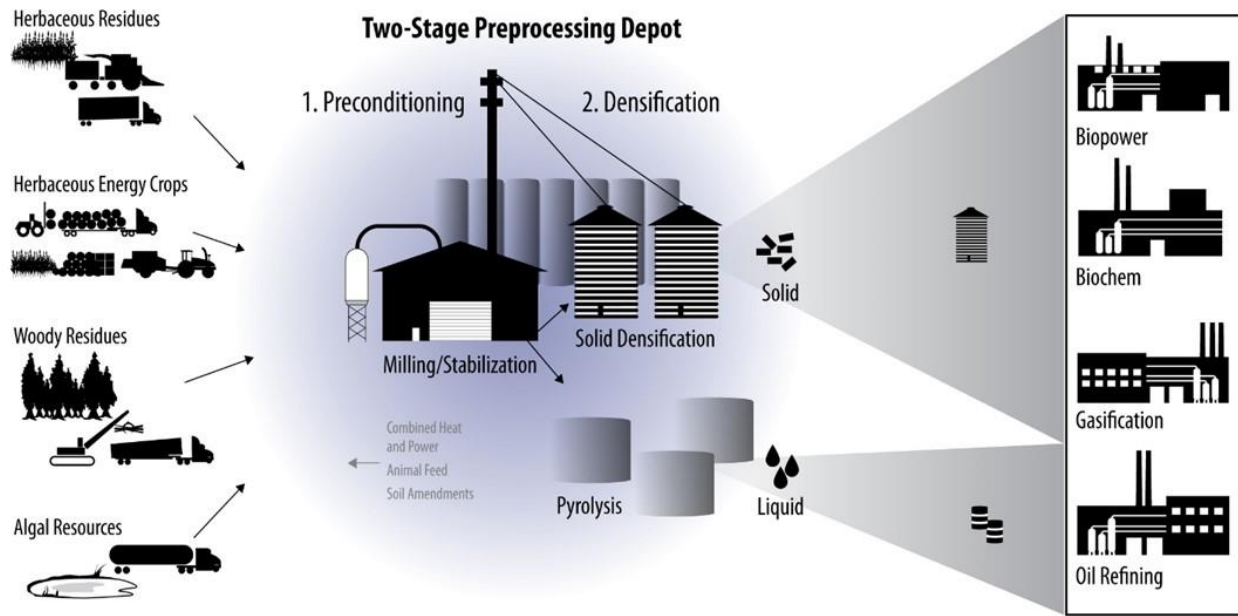 Herbaceous Residues
Herbaceous Energy Crops
Woody Residues
Algal Resources
Two-Stage Preprocessing Depot
1. Preconditioning
2. Densification
Milling/Stabilization
Solid Densification
Combined Heat
and Power
Animal Feed
Soil Amendments
Pyrolysis
Solid
Liquid
Biopower
Biochem
Gasification
Oil Refining